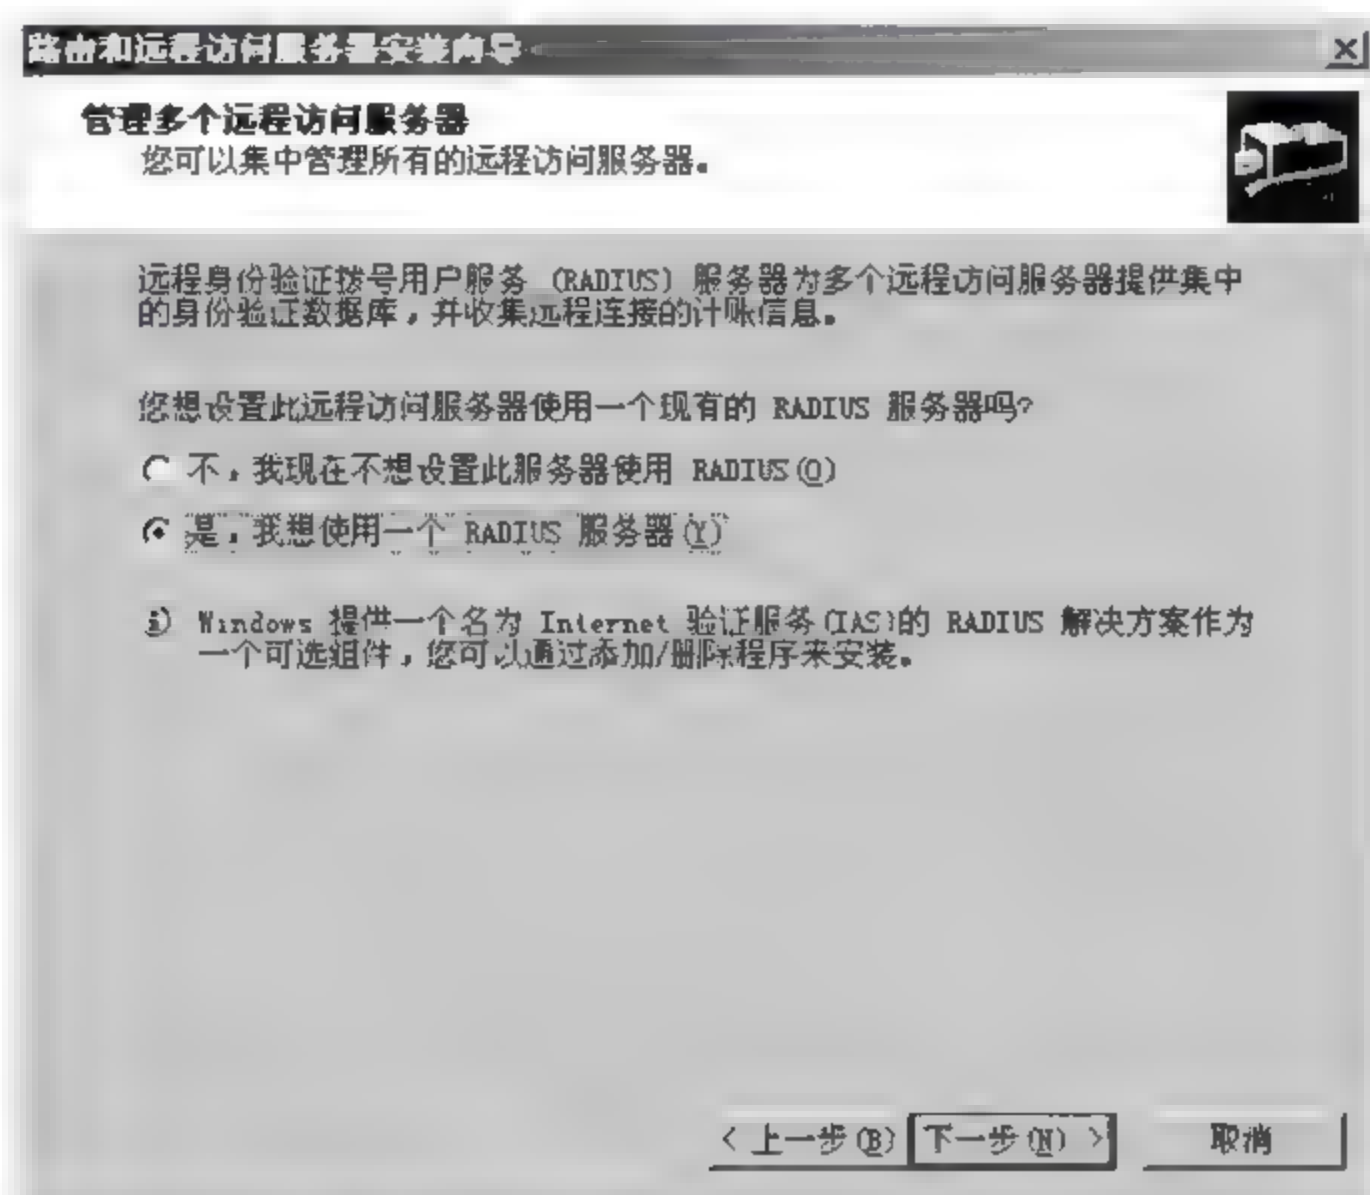 路由和远程访问服务器安装向导
管理多个远程访问服务器
您可以集中管理所有的远程访问服务器。
远程身份验证拨号用户服务 (RADIUS) 服务器为多个远程访问服务器提供集中
的身份验证数据库，并收集远程连接的计账信息。
您想设置此远程访问服务器使用一个现有的 RADIUS 服务器吗?
不，我现在不想设置此服务器使用 RADIUS(O)
是，我想使用一个 RADIUS 服务器(Y)
Windows 提供一个名为 Internet 验证服务(IAS)的 RADIUS 解决方案作为
一个可选组件，您可以通过添加/删除程序来安装。
< 上一步(B) 下一步(N) > 取消